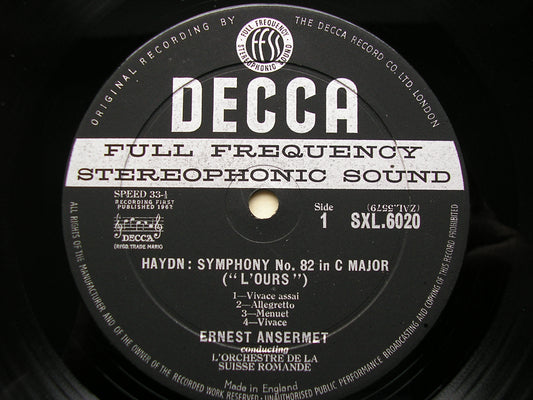 ORIGINAL RECORDING BY
THE DECCA RECORD CO. LTD. LONDON
FULL FREQUENCY
ffss
STEREOPHONIC SOUND
DECCA
FULL FREQUENCY
STEREOPHONIC SOUND
SPEED 33⅓
RECORDING FIRST
PUBLISHED 1962
DECCA
(REGD. TRADE MARK)
Side
1
(ZAL.5679)
SXL.6020
HAYDN: SYMPHONY No. 82 in C MAJOR
("L'OURS")
1—Vivace assai
2—Allegretto
3—Menuet
4—Vivace
ERNEST ANSERMET
conducting
L'ORCHESTRE DE LA
SUISSE ROMANDE
Made in England
ALL RIGHTS OF THE MANUFACTURER AND OF THE OWNER OF THE RECORDED WORK RESERVED · UNAUTHORISED PUBLIC PERFORMANCE BROADCASTING AND COPYING OF THIS RECORD PROHIBITED